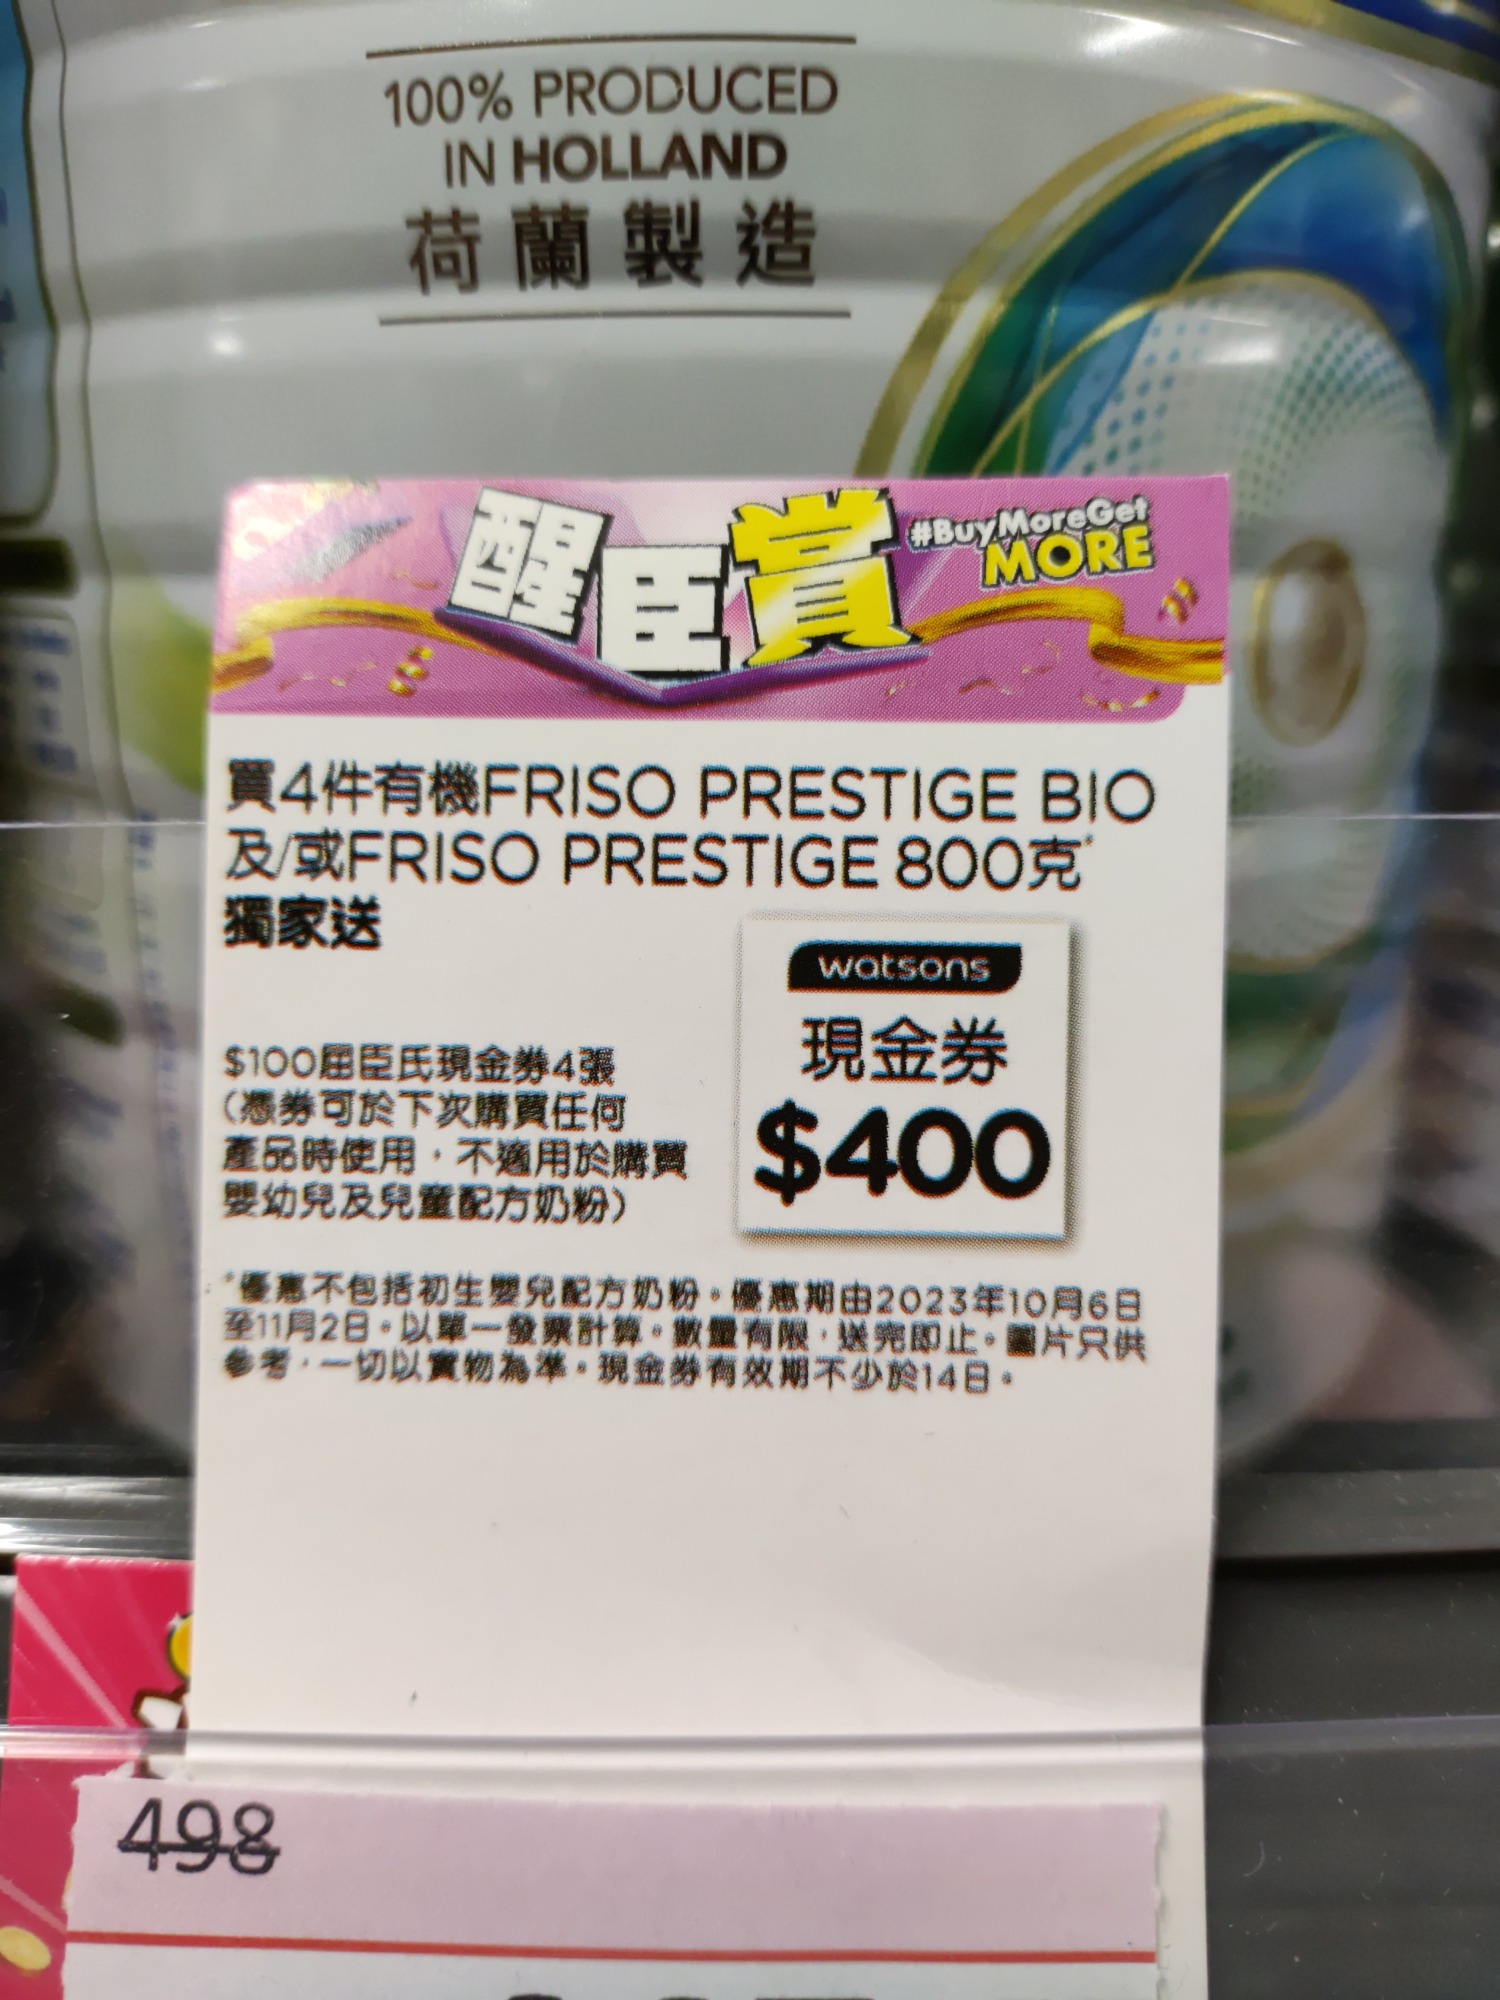 100% PRODUCED
IN HOLLAND
荷蘭製造
醒臣賞
#BuyMoreGet
MORE
買4件有機FRISO PRESTIGE BIO
及/或FRISO PRESTIGE 800克*
獨家送
watsons
現金券
$400
$100屈臣氏現金券4張
(憑券可於下次購買任何
產品時使用，不適用於購買
嬰幼兒及兒童配方奶粉)
*優惠不包括初生嬰兒配方奶粉。優惠期由2023年10月6日
至11月2日。以單一發票計算。數量有限，送完即止。圖片只供
參考，一切以實物為準。現金券有效期不少於14日。
498